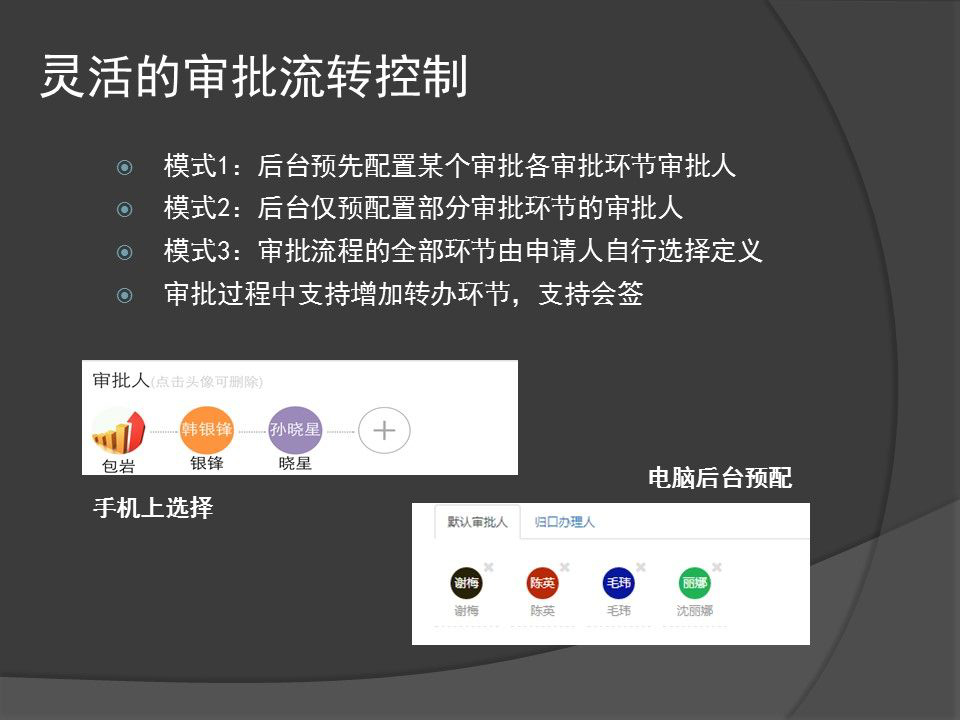 灵活的审批流转控制
模式1：后台预先配置某个审批各审批环节审批人
模式2：后台仅预配置部分审批环节的审批人
模式3：审批流程的全部环节由申请人自行选择定义
审批过程中支持增加转办环节，支持会签
审批人(点击头像可删除)
韩银锋 孙晓星
包岩 银锋 晓星
手机上选择
电脑后台预配
默认审批人 归口办理人
谢梅 陈英 毛玮 丽娜
谢梅 陈英 毛玮 沈丽娜